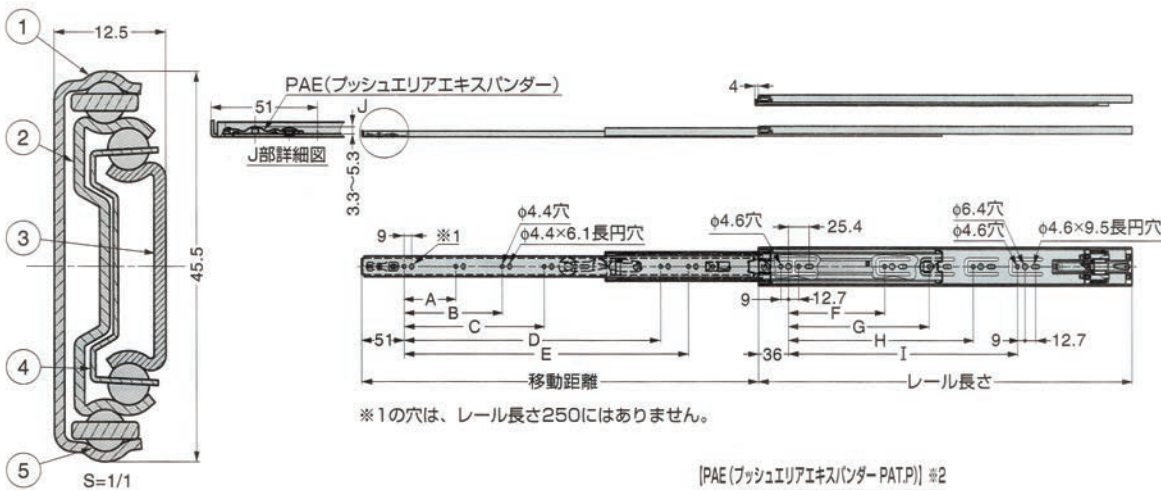 ①
12.5
②
③
④
⑤
45.5
S=1/1
PAE(プッシュエリアエキスパンダー)
51
J
J部詳細図
3.3〜5.3
4
9
※1
φ4.4穴
φ4.4×6.1長円穴
φ4.6穴
25.4
φ6.4穴
φ4.6穴
φ4.6×9.5長円穴
A
B
C
D
E
51
9
12.7
F
G
H
I
36
9
12.7
移動距離
レール長さ
※1の穴は、レール長さ250にはありません。
[PAE(プッシュエリアエキスパンダー PAT.P)] ※2